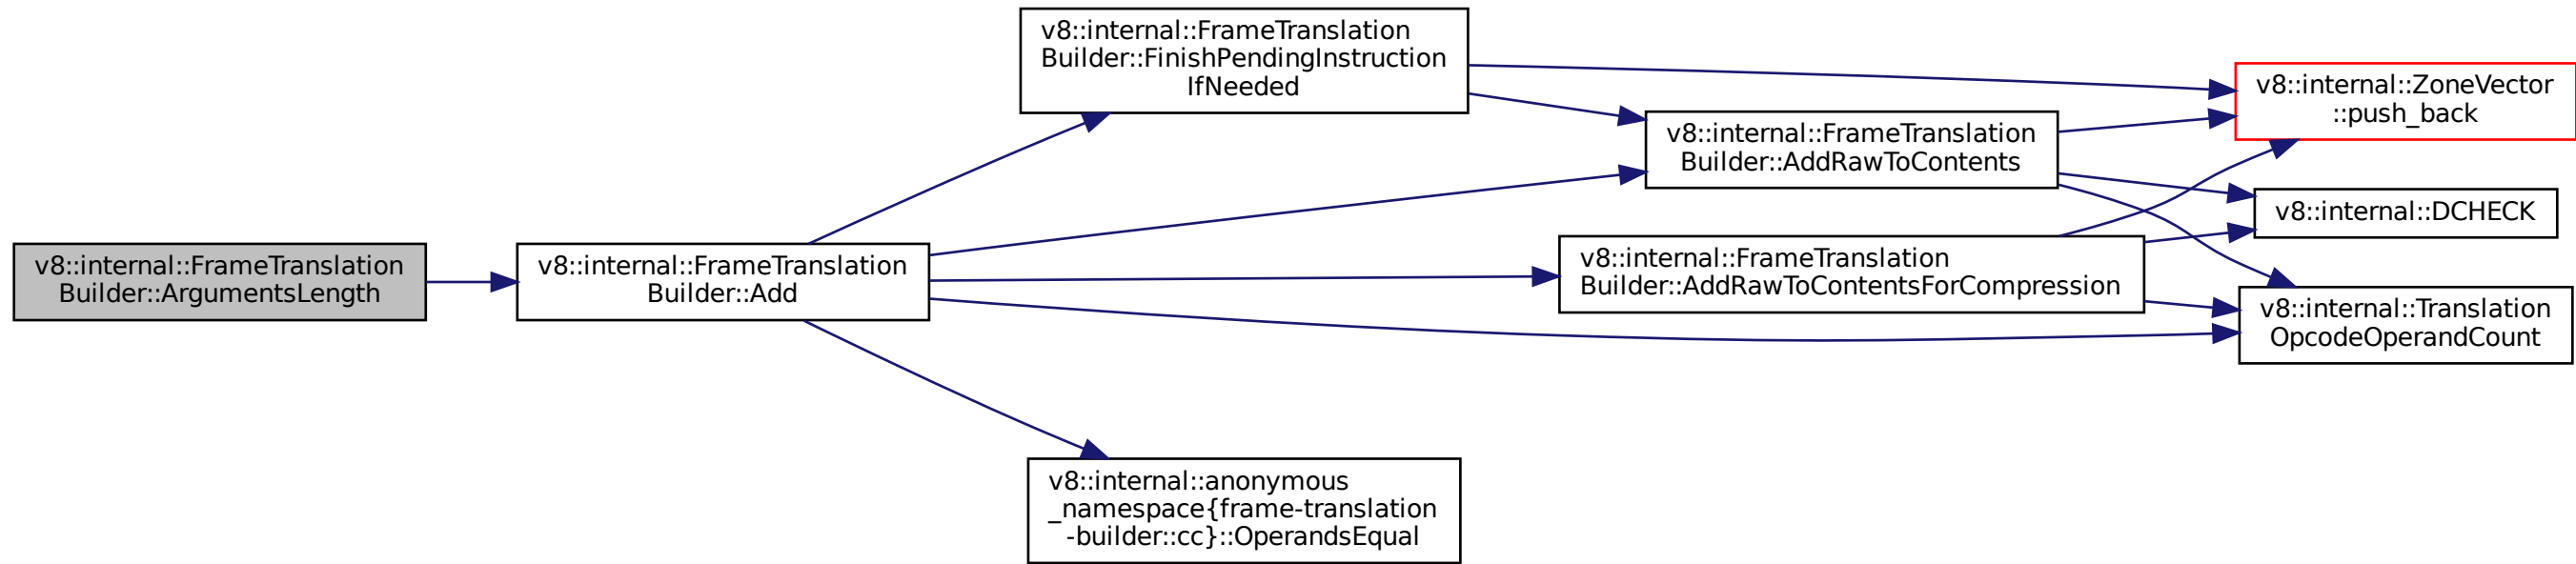 v8::internal::FrameTranslation
Builder::ArgumentsLength
v8::internal::FrameTranslation
Builder::Add
v8::internal::FrameTranslation
Builder::FinishPendingInstruction
IfNeeded
v8::internal::FrameTranslation
Builder::AddRawToContents
v8::internal::ZoneVector
::push_back
v8::internal::DCHECK
v8::internal::FrameTranslation
Builder::AddRawToContentsForCompression
v8::internal::Translation
OpcodeOperandCount
v8::internal::anonymous
_namespace{frame-translation
-builder::cc}::OperandsEqual